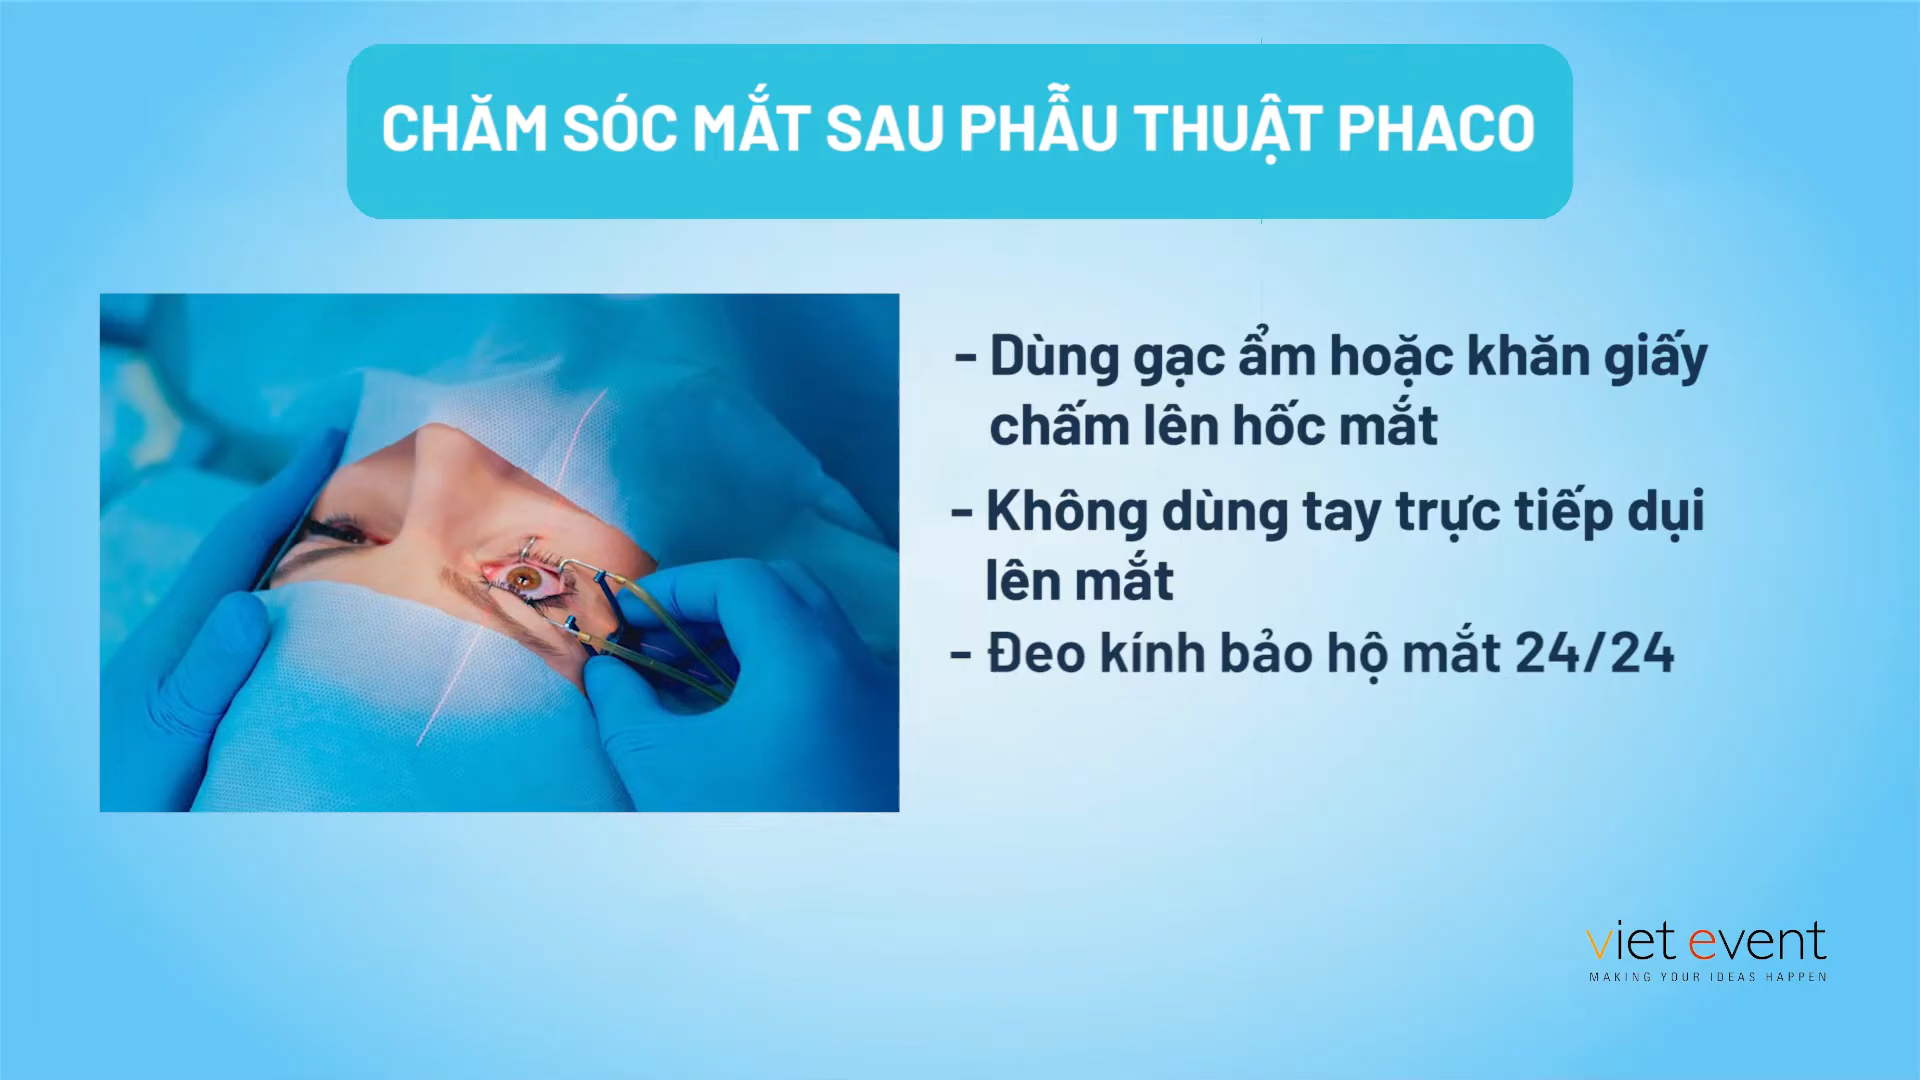 CHĂM SÓC MẮT SAU PHẪU THUẬT PHACO
- Dùng gạc ẩm hoặc khăn giấy
chấm lên hốc mắt
- Không dùng tay trực tiếp dụi
lên mắt
- Đeo kính bảo hộ mắt 24/24
viet event
MAKING YOUR IDEAS HAPPEN